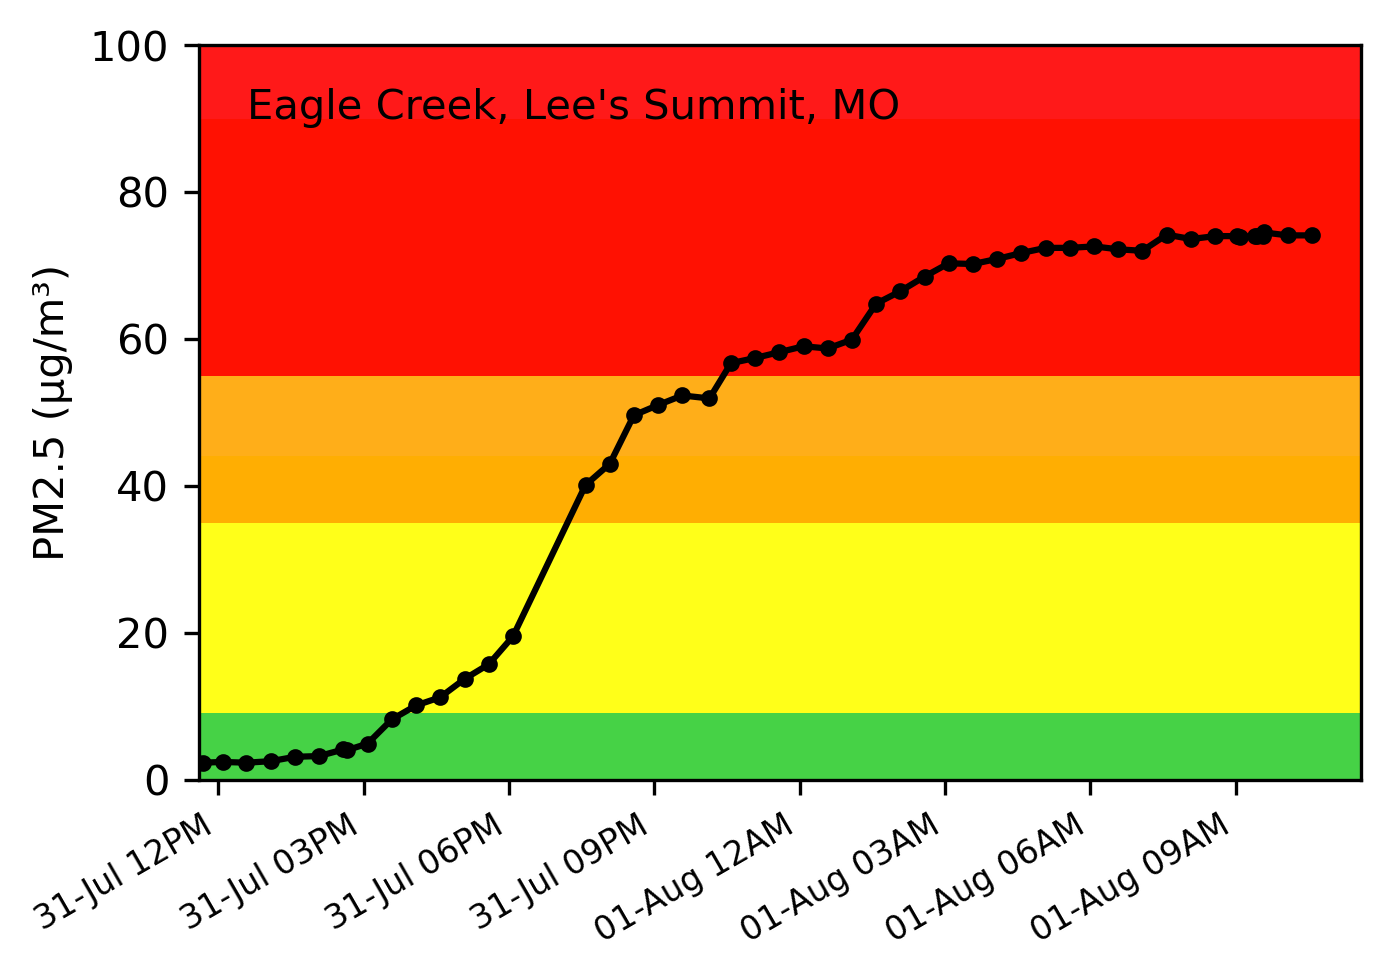 Eagle Creek, Lee's Summit, MO
PM2.5 (µg/m³)
100
80
60
40
20
0
31-Jul 12PM
31-Jul 03PM
31-Jul 06PM
31-Jul 09PM
01-Aug 12AM
01-Aug 03AM
01-Aug 06AM
01-Aug 09AM